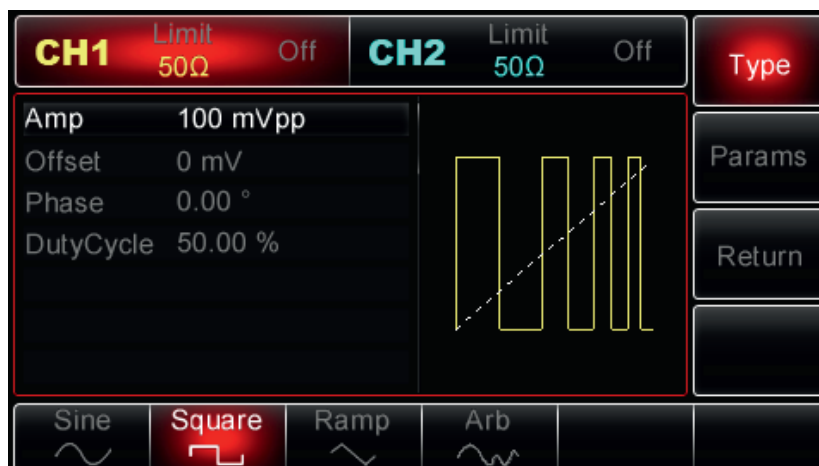 CH1 Limit 50Ω Off CH2 Limit 50Ω Off
Type
Amp 100 mVpp
Offset 0 mV
Phase 0.00 °
DutyCycle 50.00 %
Params
Return
Sine Square Ramp Arb